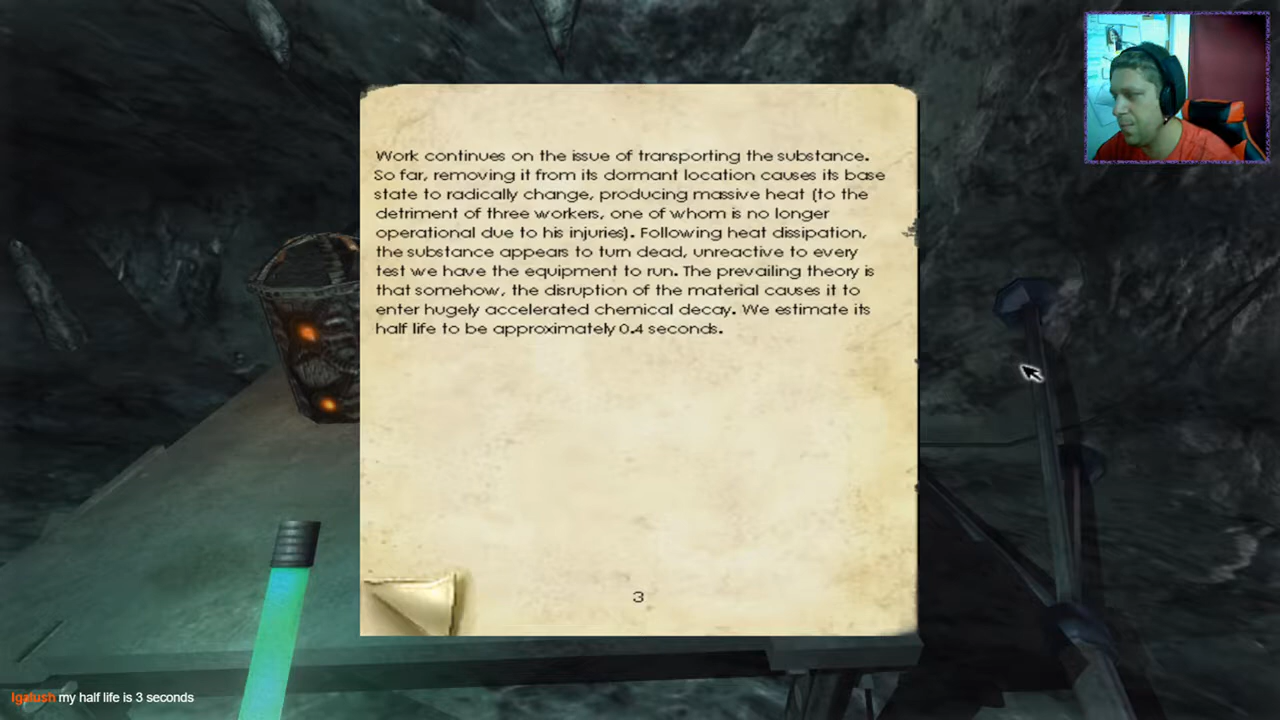 Work continues on the issue of transporting the substance.
So far, removing it from its dormant location causes its base
state to radically change, producing massive heat (to the
detriment of three workers, one of whom is no longer
operational due to his injuries). Following heat dissipation,
the substance appears to turn dead, unreactive to every
test we have the equipment to run. The prevailing theory is
that somehow, the disruption of the material causes it to
enter hugely accelerated chemical decay. We estimate its
half life to be approximately 0.4 seconds.
3
Igalush my half life is 3 seconds